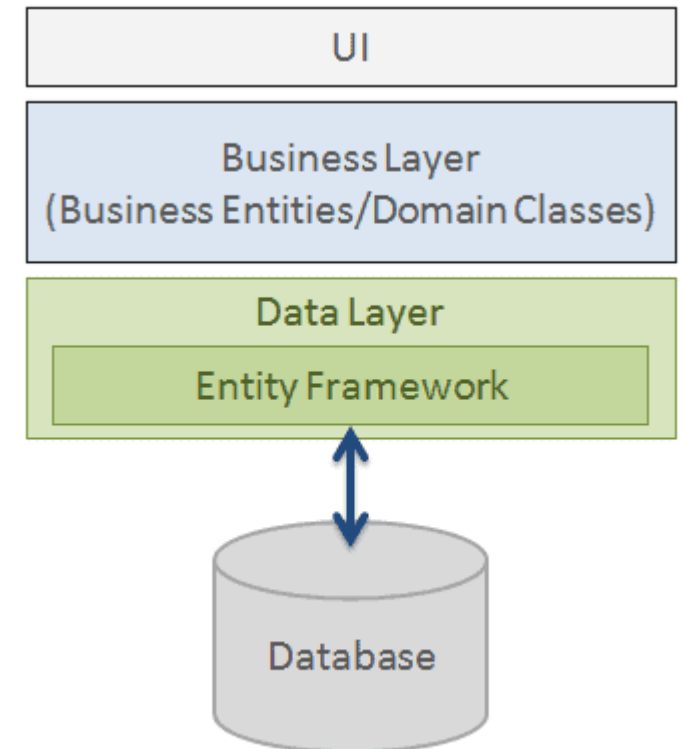 UI
Business Layer
(Business Entities/Domain Classes)
Data Layer
Entity Framework
Database